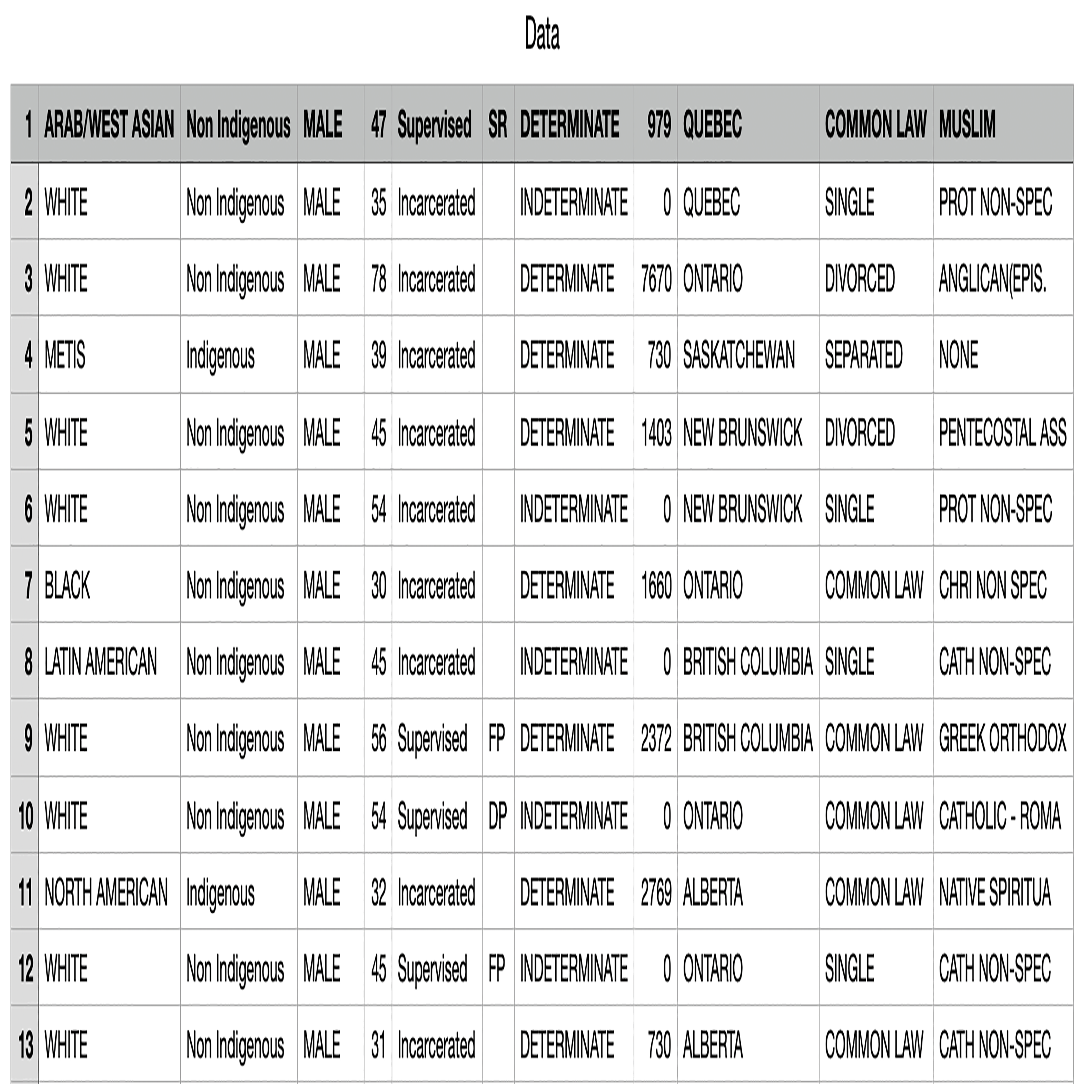 Data
1 ARAB/WEST ASIAN Non Indigenous MALE 47 Supervised SR DETERMINATE 979 QUEBEC COMMON LAW MUSLIM
2 WHITE Non Indigenous MALE 35 Incarcerated INDETERMINATE 0 QUEBEC SINGLE PROT NON-SPEC
3 WHITE Non Indigenous MALE 78 Incarcerated DETERMINATE 7670 ONTARIO DIVORCED ANGLICAN(EPIS.
4 METIS Indigenous MALE 39 Incarcerated DETERMINATE 730 SASKATCHEWAN SEPARATED NONE
5 WHITE Non Indigenous MALE 45 Incarcerated DETERMINATE 1403 NEW BRUNSWICK DIVORCED PENTECOSTAL ASS
6 WHITE Non Indigenous MALE 54 Incarcerated INDETERMINATE 0 NEW BRUNSWICK SINGLE PROT NON-SPEC
7 BLACK Non Indigenous MALE 30 Incarcerated DETERMINATE 1660 ONTARIO COMMON LAW CHRI NON SPEC
8 LATIN AMERICAN Non Indigenous MALE 45 Incarcerated INDETERMINATE 0 BRITISH COLUMBIA SINGLE CATH NON-SPEC
9 WHITE Non Indigenous MALE 56 Supervised FP DETERMINATE 2372 BRITISH COLUMBIA COMMON LAW GREEK ORTHODOX
10 WHITE Non Indigenous MALE 54 Supervised DP INDETERMINATE 0 ONTARIO COMMON LAW CATHOLIC - ROMA
11 NORTH AMERICAN Indigenous MALE 32 Incarcerated DETERMINATE 2769 ALBERTA COMMON LAW NATIVE SPIRITUA
12 WHITE Non Indigenous MALE 45 Supervised FP INDETERMINATE 0 ONTARIO SINGLE CATH NON-SPEC
13 WHITE Non Indigenous MALE 31 Incarcerated DETERMINATE 730 ALBERTA COMMON LAW CATH NON-SPEC